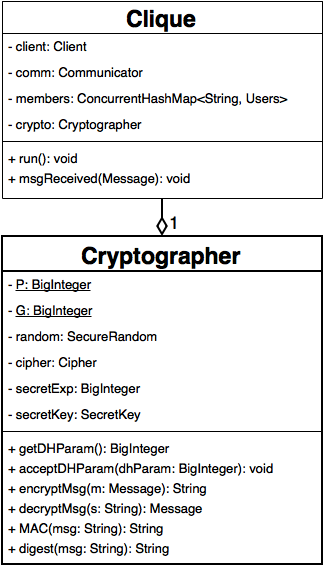 Clique
- client: Client
- comm: Communicator
- members: ConcurrentHashMap<String, Users>
- crypto: Cryptographer
+ run(): void
+ msgReceived(Message): void
1
Cryptographer
- P: BigInteger
- G: BigInteger
- random: SecureRandom
- cipher: Cipher
- secretExp: BigInteger
- secretKey: SecretKey
+ getDHParam(): BigInteger
+ acceptDHParam(dhParam: BigInteger): void
+ encryptMsg(m: Message): String
+ decryptMsg(s: String): Message
+ MAC(msg: String): String
+ digest(msg: String): String